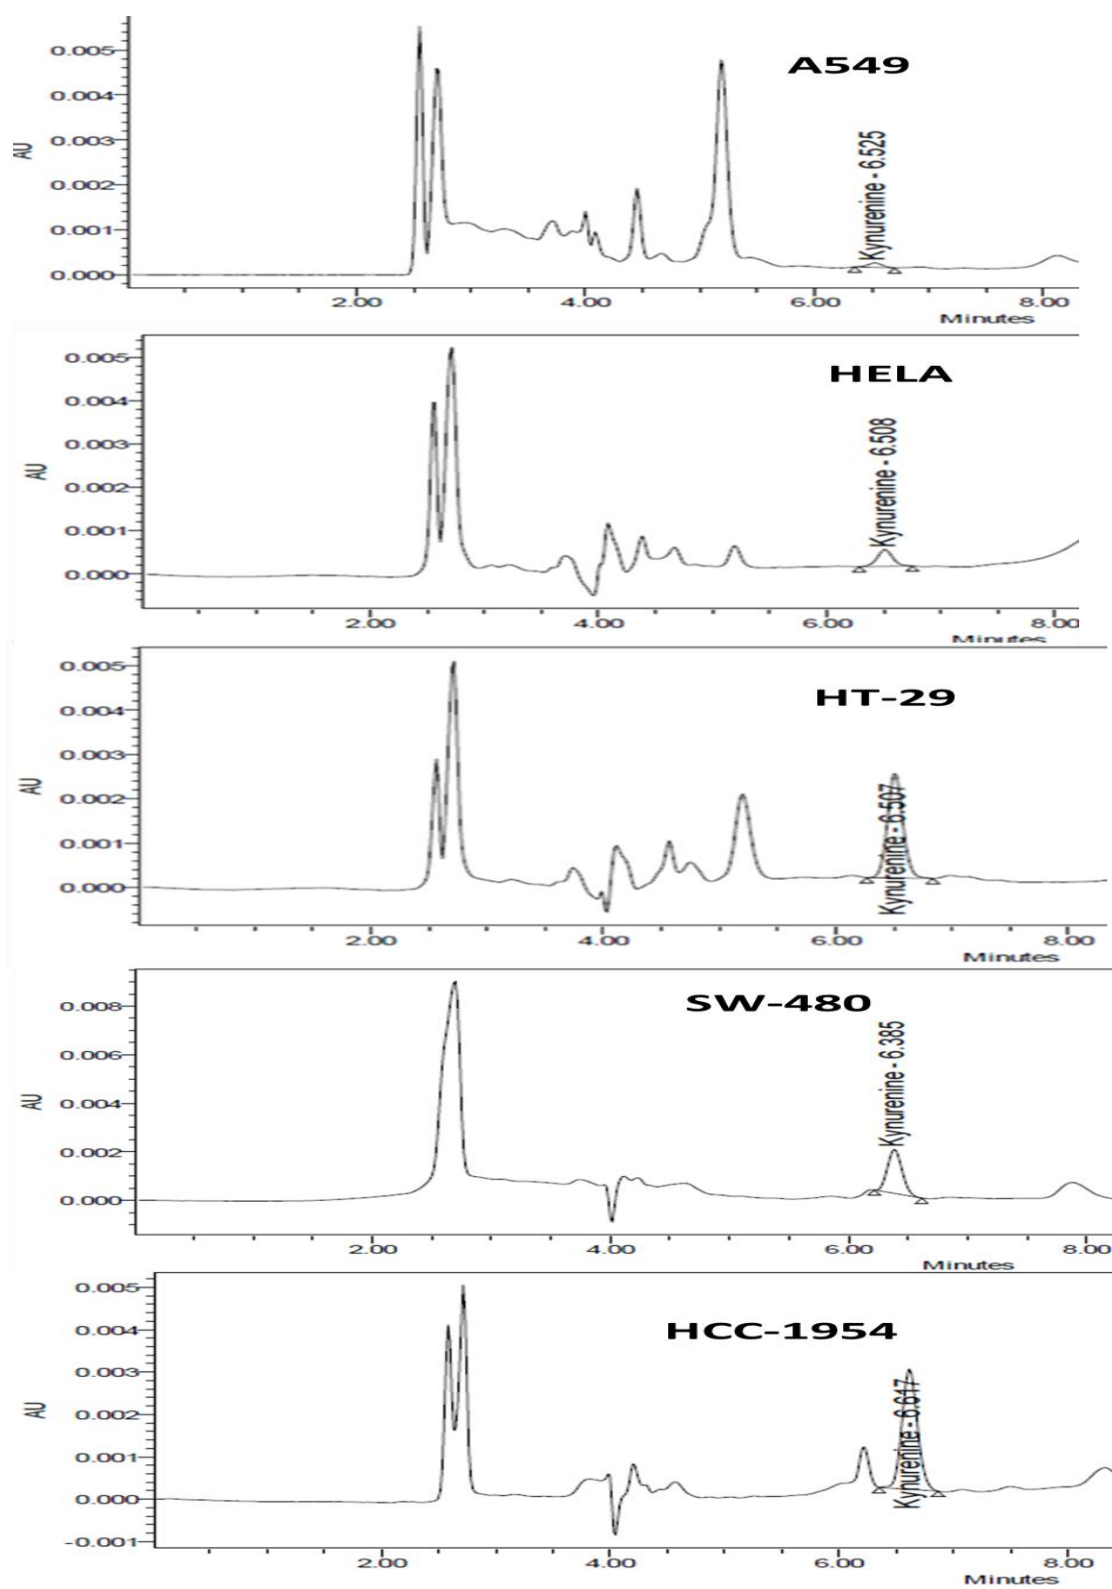 A549
0.005
0.004
0.003
0.002
0.001
0.000
AU
Kynurenine - 6.525
2.00 4.00 6.00 8.00
Minutes
HELA
0.005
0.004
0.003
0.002
0.001
0.000
AU
Kynurenine - 6.508
2.00 4.00 6.00 8.00
Minutes
HT-29
0.005
0.004
0.003
0.002
0.001
0.000
AU
Kynurenine - 6.507
2.00 4.00 6.00 8.00
Minutes
SW-480
0.008
0.006
0.004
0.002
0.000
AU
Kynurenine - 6.385
2.00 4.00 6.00 8.00
Minutes
HCC-1954
0.005
0.004
0.003
0.002
0.001
0.000
-0.001
AU
Kynurenine - 6.617
2.00 4.00 6.00 8.00
Minutes